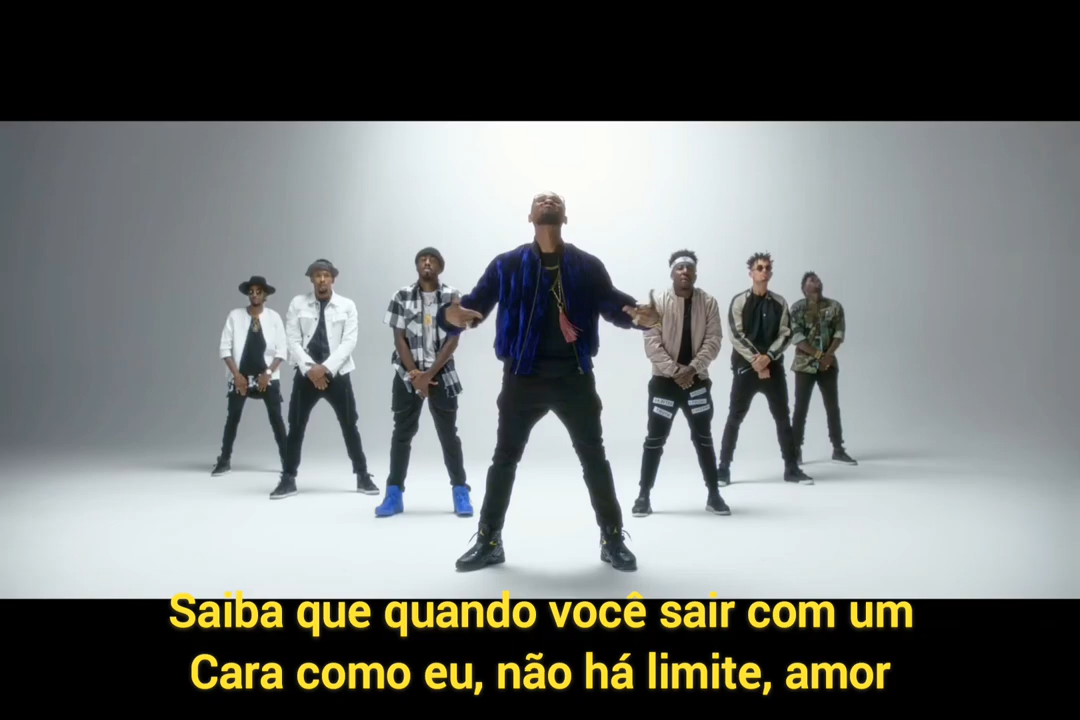 Saiba que quando você sair com um
Cara como eu, não há limite, amor